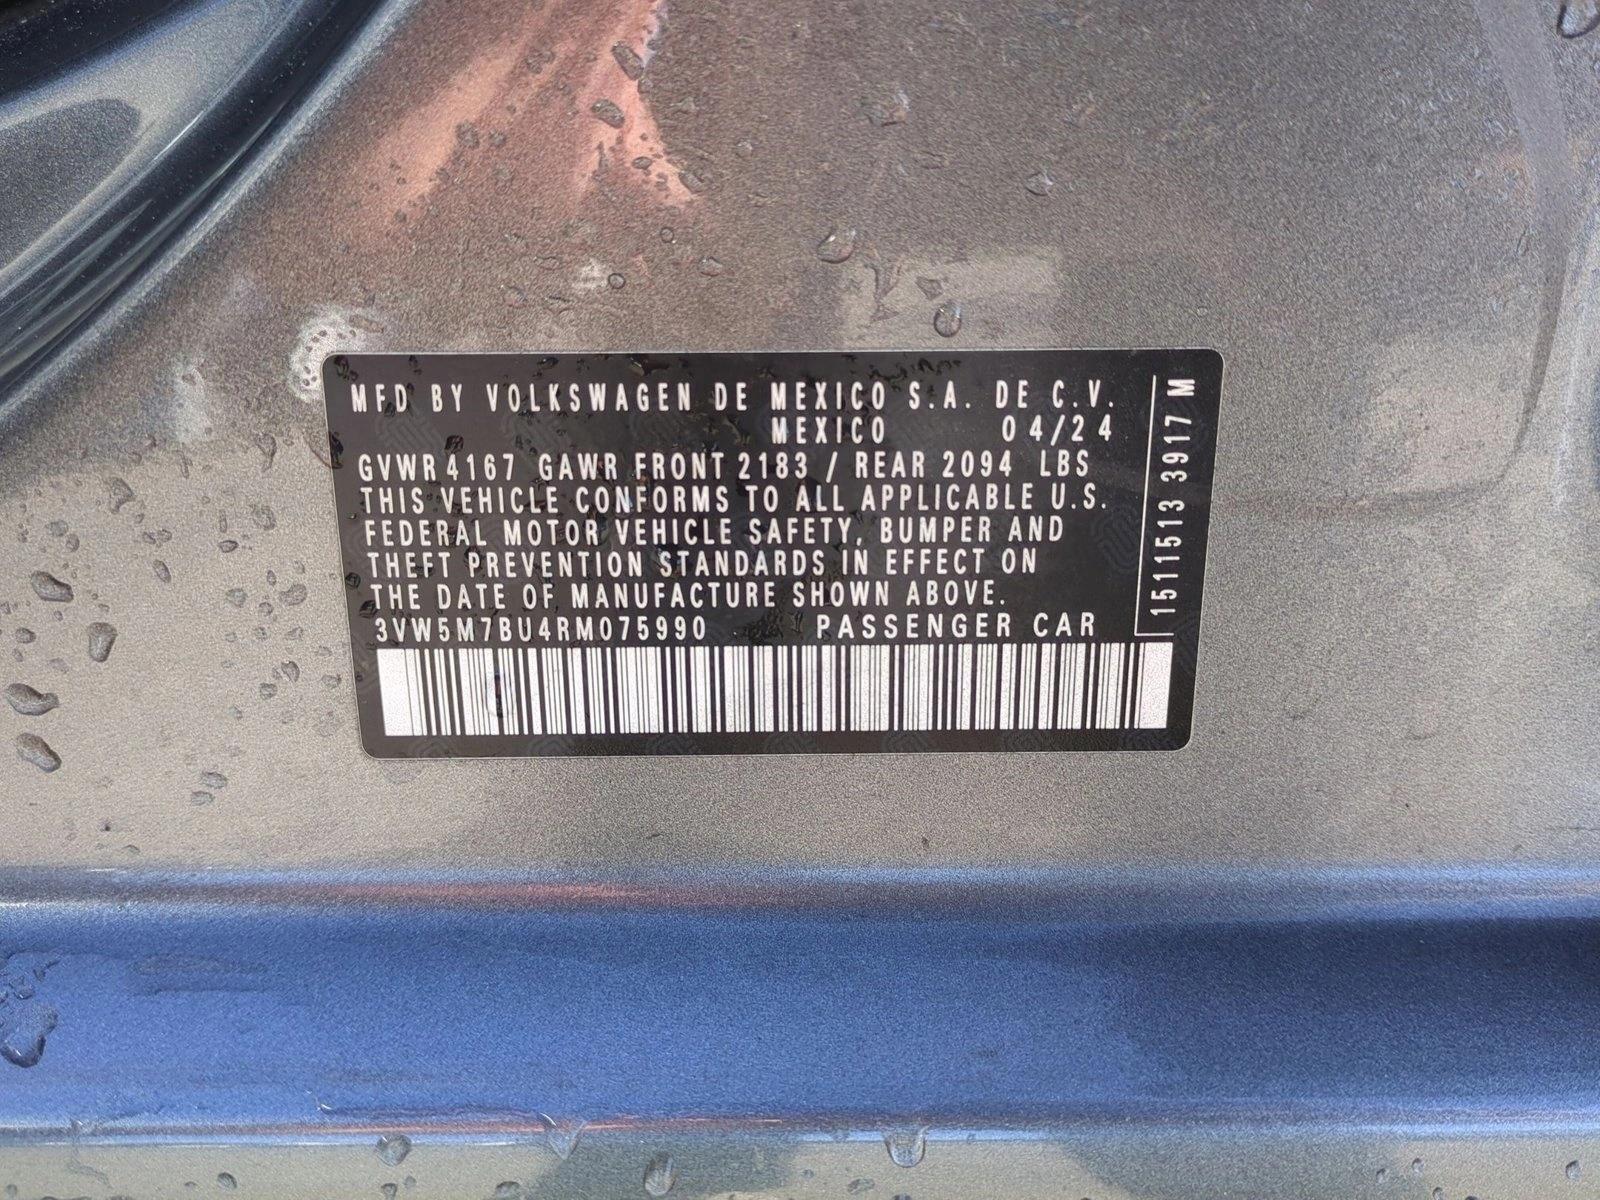 MFD BY VOLKSWAGEN DE MEXICO S.A. DE C.V.
MEXICO 04/24
GVWR 4167 GAWR FRONT 2183 / REAR 2094 LBS
THIS VEHICLE CONFORMS TO ALL APPLICABLE U.S.
FEDERAL MOTOR VEHICLE SAFETY, BUMPER AND
THEFT PREVENTION STANDARDS IN EFFECT ON
THE DATE OF MANUFACTURE SHOWN ABOVE.
3VW5M7BU4RM075990 PASSENGER CAR
1511513 3917 M